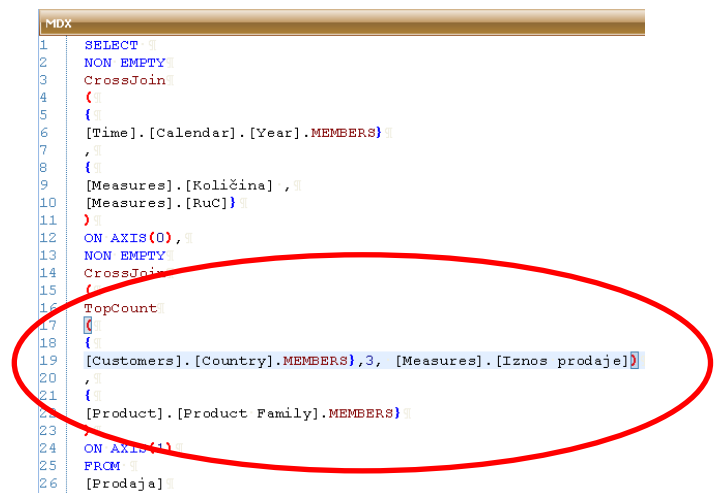 MDX
1 SELECT
2 NON EMPTY
3 CrossJoin
4 (
5 {
6 [Time].[Calendar].[Year].MEMBERS}
7 ,
8 {
9 [Measures].[Količina] ,
10 [Measures].[RuC]}
11 )
12 ON AXIS(0),
13 NON EMPTY
14 CrossJoin
15 (
16 TopCount
17 (
18 {
19 [Customers].[Country].MEMBERS},3, [Measures].[Iznos prodaje])
20 ,
21 {
22 [Product].[Product Family].MEMBERS}
23 )
24 ON AXIS(1)
25 FROM
26 [Prodaja]